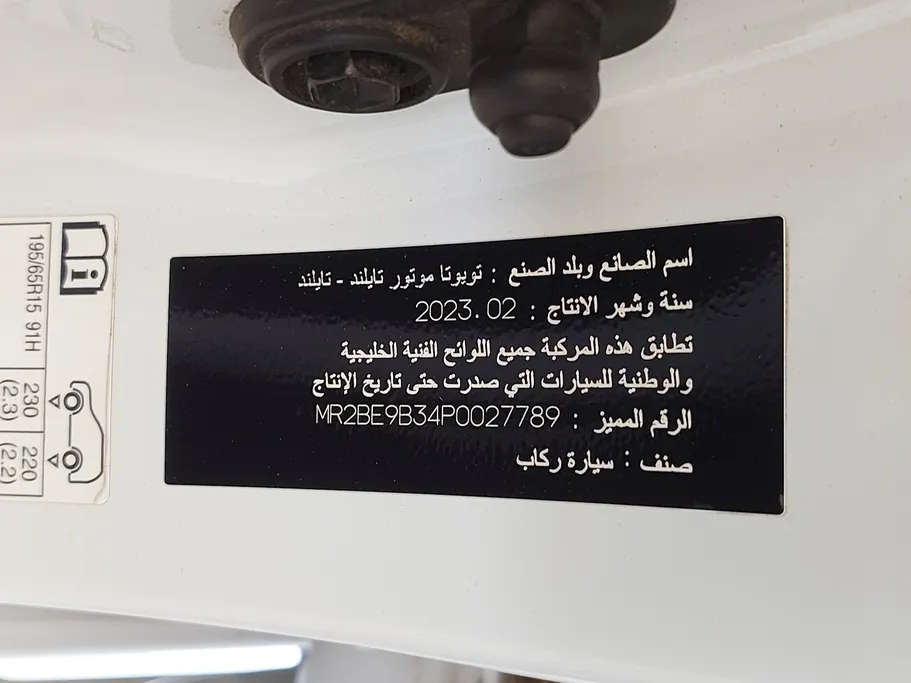 اسم الصانع وبلد الصنع : تويوتا موتور تايلند - تايلند
سنة وشهر الانتاج : 2023.02
تطابق هذه المركبة جميع اللوائح الفنية الخليجية
والوطنية للسيارات التي صدرت حتى تاريخ الإنتاج
الرقم المميز : MR2BE9B34P0027789
صنف : سيارة ركاب
195/65R15 91H
230
(2,3)
220
(2,2)